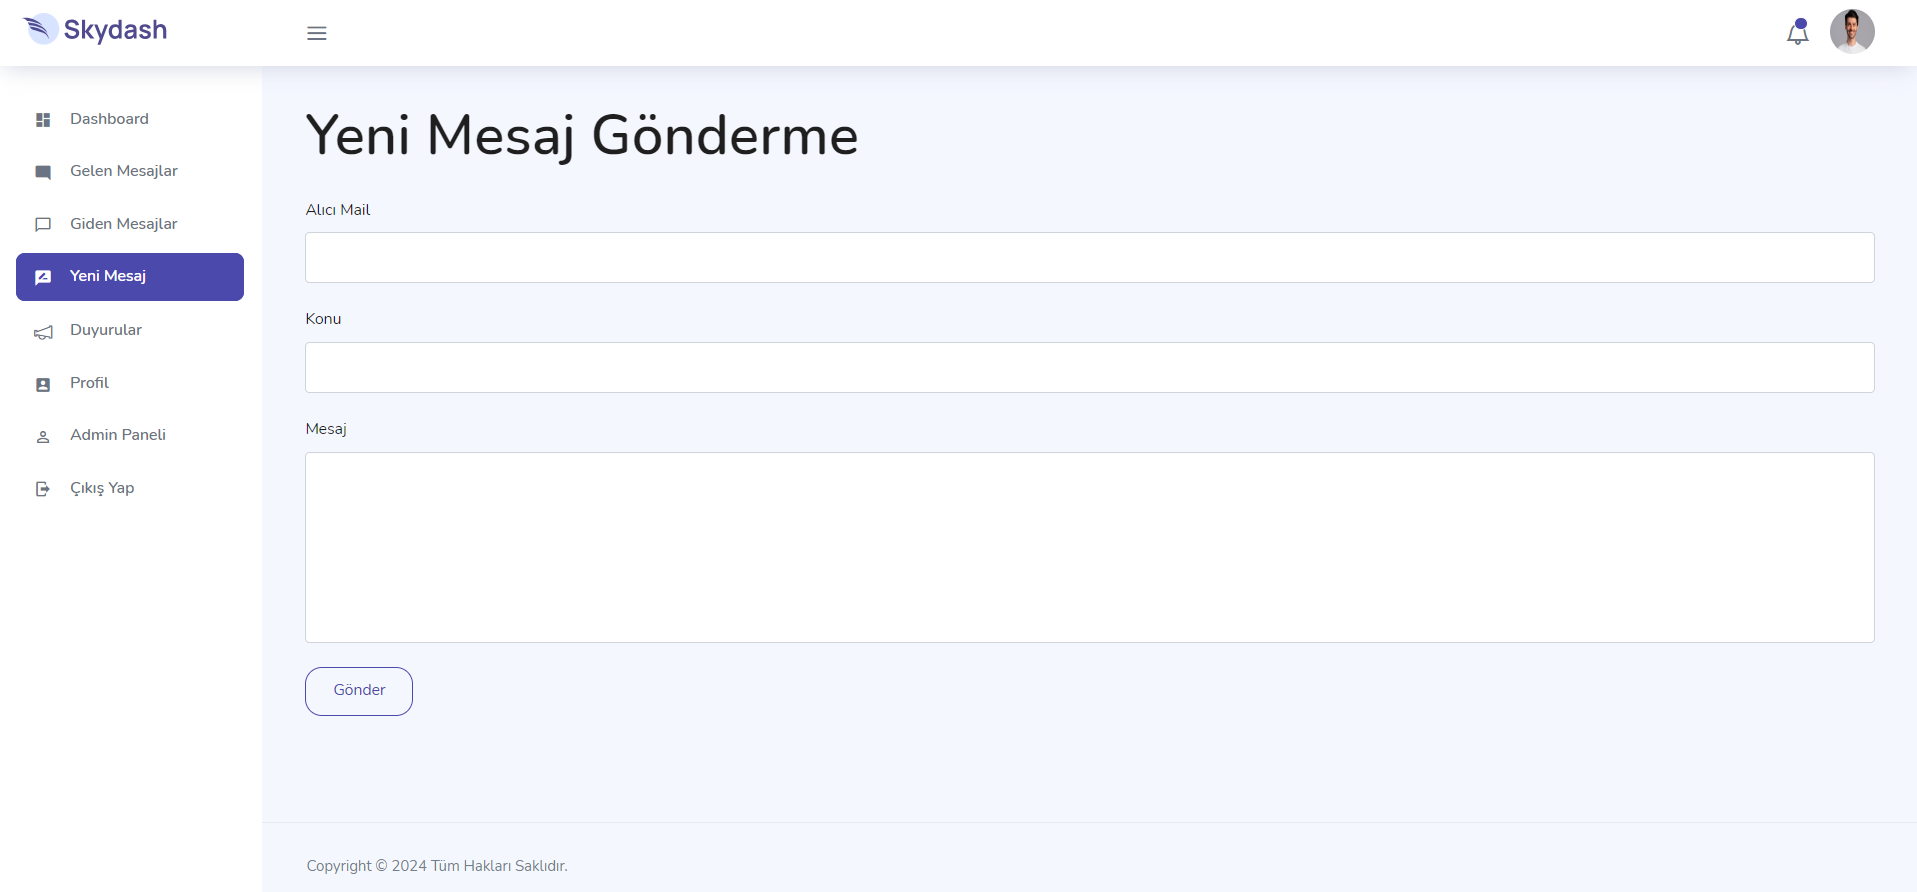 Skydash
Dashboard
Gelen Mesajlar
Giden Mesajlar
Yeni Mesaj
Duyurular
Profil
Admin Paneli
Çıkış Yap
Yeni Mesaj Gönderme
Alıcı Mail
Konu
Mesaj
Gönder
Copyright © 2024 Tüm Hakları Saklıdır.